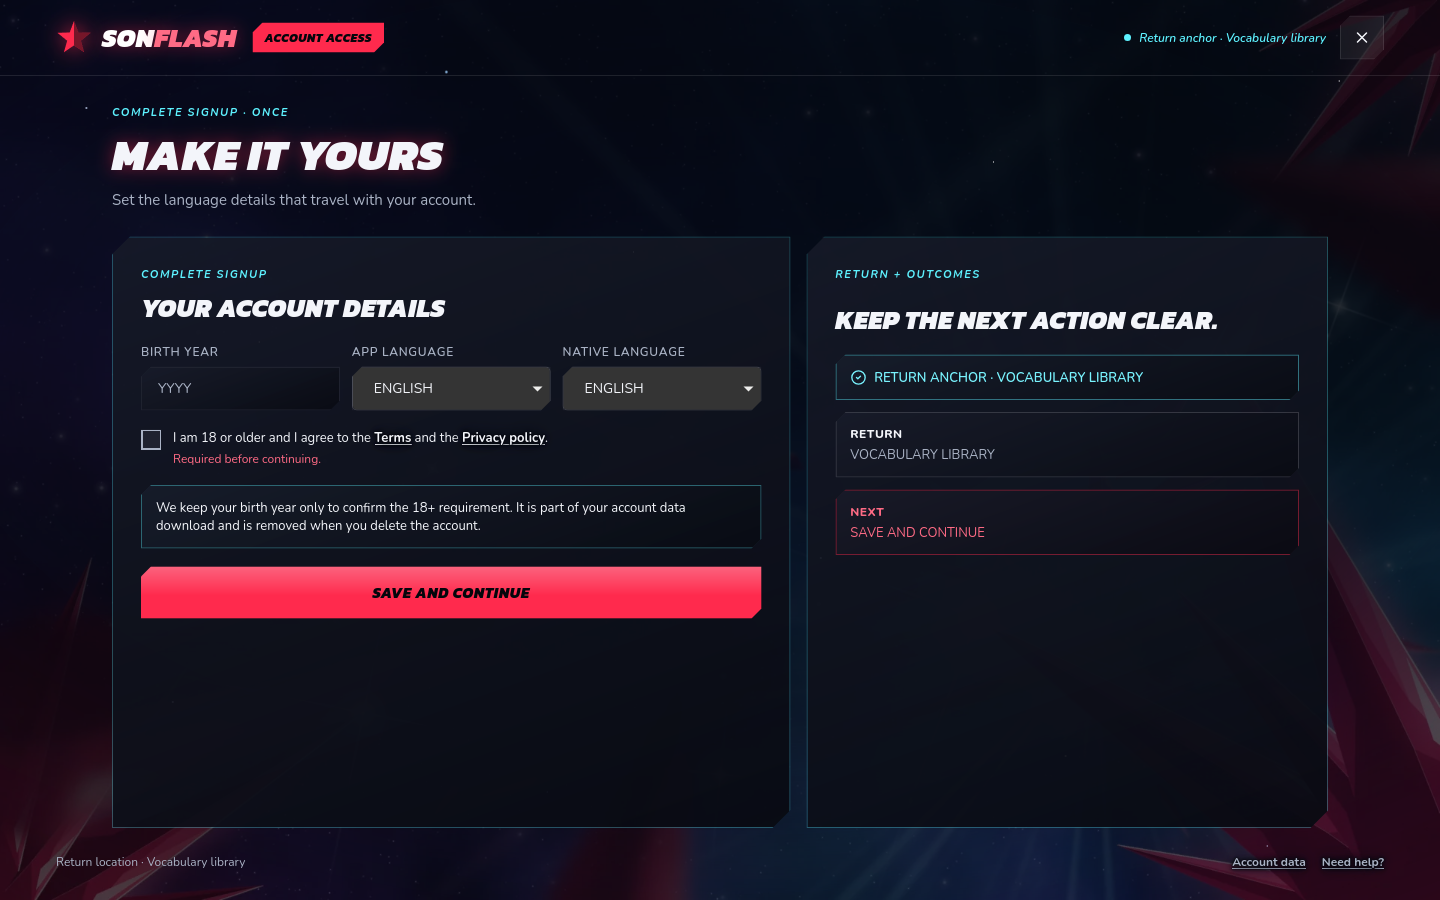 SONFLASH
ACCOUNT ACCESS
Return anchor · Vocabulary library
COMPLETE SIGNUP · ONCE
MAKE IT YOURS
Set the language details that travel with your account.
COMPLETE SIGNUP
YOUR ACCOUNT DETAILS
BIRTH YEAR
APP LANGUAGE
NATIVE LANGUAGE
YYYY
ENGLISH
ENGLISH
I am 18 or older and I agree to the Terms and the Privacy policy.
Required before continuing.
We keep your birth year only to confirm the 18+ requirement. It is part of your account data
download and is removed when you delete the account.
SAVE AND CONTINUE
RETURN + OUTCOMES
KEEP THE NEXT ACTION CLEAR.
RETURN ANCHOR · VOCABULARY LIBRARY
RETURN
VOCABULARY LIBRARY
NEXT
SAVE AND CONTINUE
Return location · Vocabulary library
Account data
Need help?